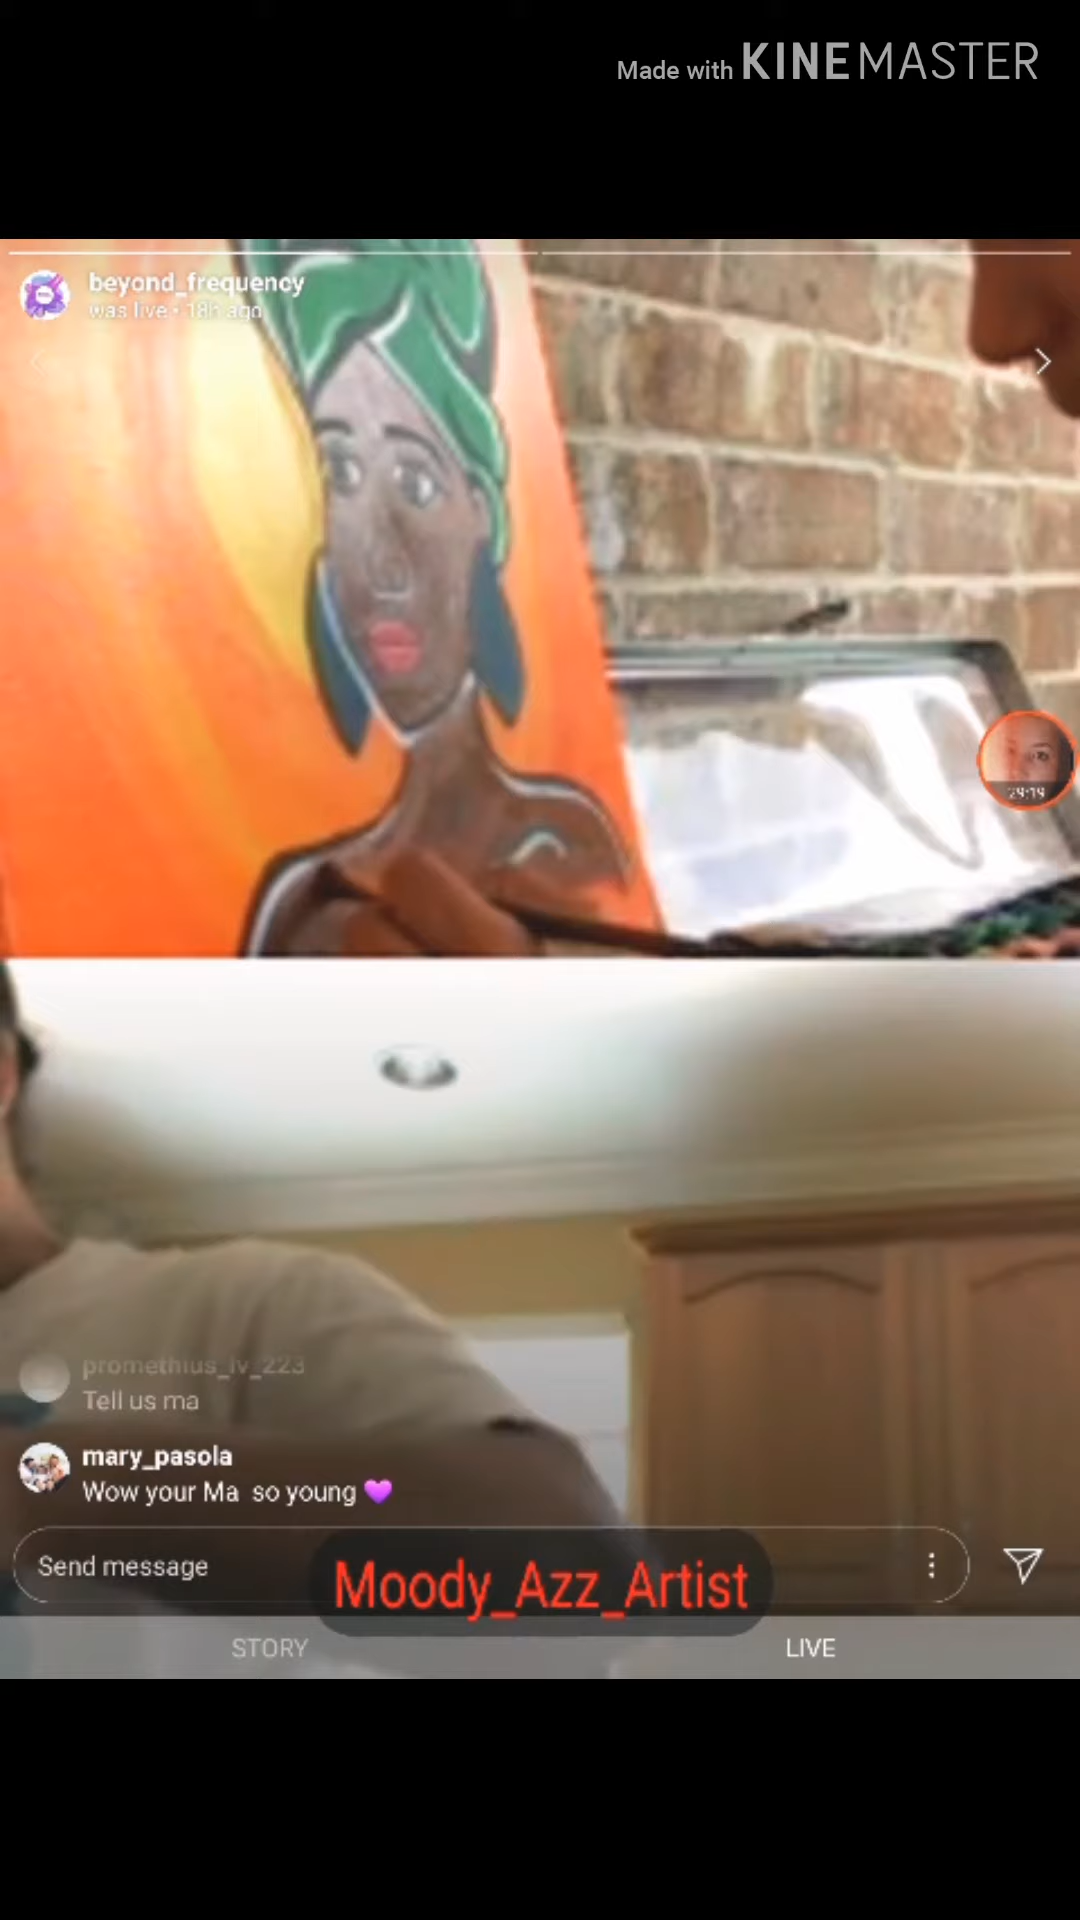 Made with KINEMASTER
beyond_frequency
was live • 18h ago
29:19
promethius_iv_223
Tell us ma
mary_pasola
Wow your Ma so young 💜
Send message
Moody_Azz_Artist
STORY
LIVE